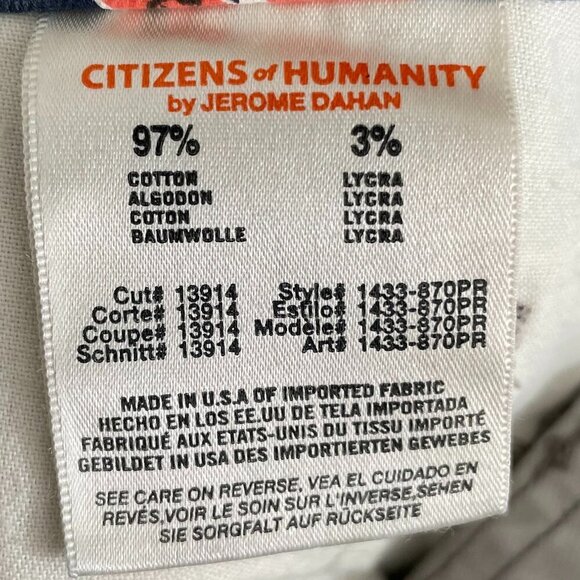 CITIZENS of HUMANITY
by JEROME DAHAN
97% 3%
COTTON LYCRA
ALGODON LYCRA
COTON LYCRA
BAUMWOLLE LYCRA
Cut# 13914 Style# 1433-870PR
Corte# 13914 Estilo# 1433-870PR
Coupe# 13914 Modele# 1433-870PR
Schnitt# 13914 Art# 1433-870PR
MADE IN U.S.A OF IMPORTED FABRIC
HECHO EN LOS EE.UU DE TELA IMPORTADA
FABRIQUÉ AUX ETATS-UNIS DU TISSU IMPORTÉ
GEBILDET IN USA DES IMPORTIERTEN GEWEBES
SEE CARE ON REVERSE, VEA EL CUIDADO EN
REVÉS,VOIR LE SOIN SUR L'INVERSE,SEHEN
SIE SORGFALT AUF RÜCKSEITE